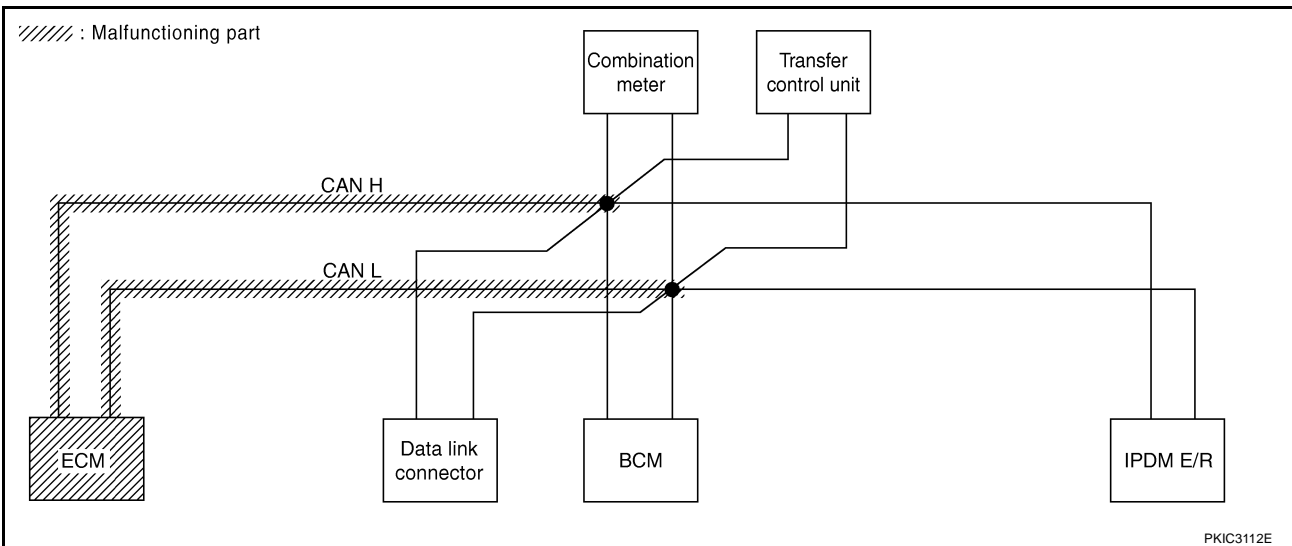 : Malfunctioning part
Combination
meter
Transfer
control unit
CAN H
CAN L
ECM
Data link
connector
BCM
IPDM E/R
PKIC3112E